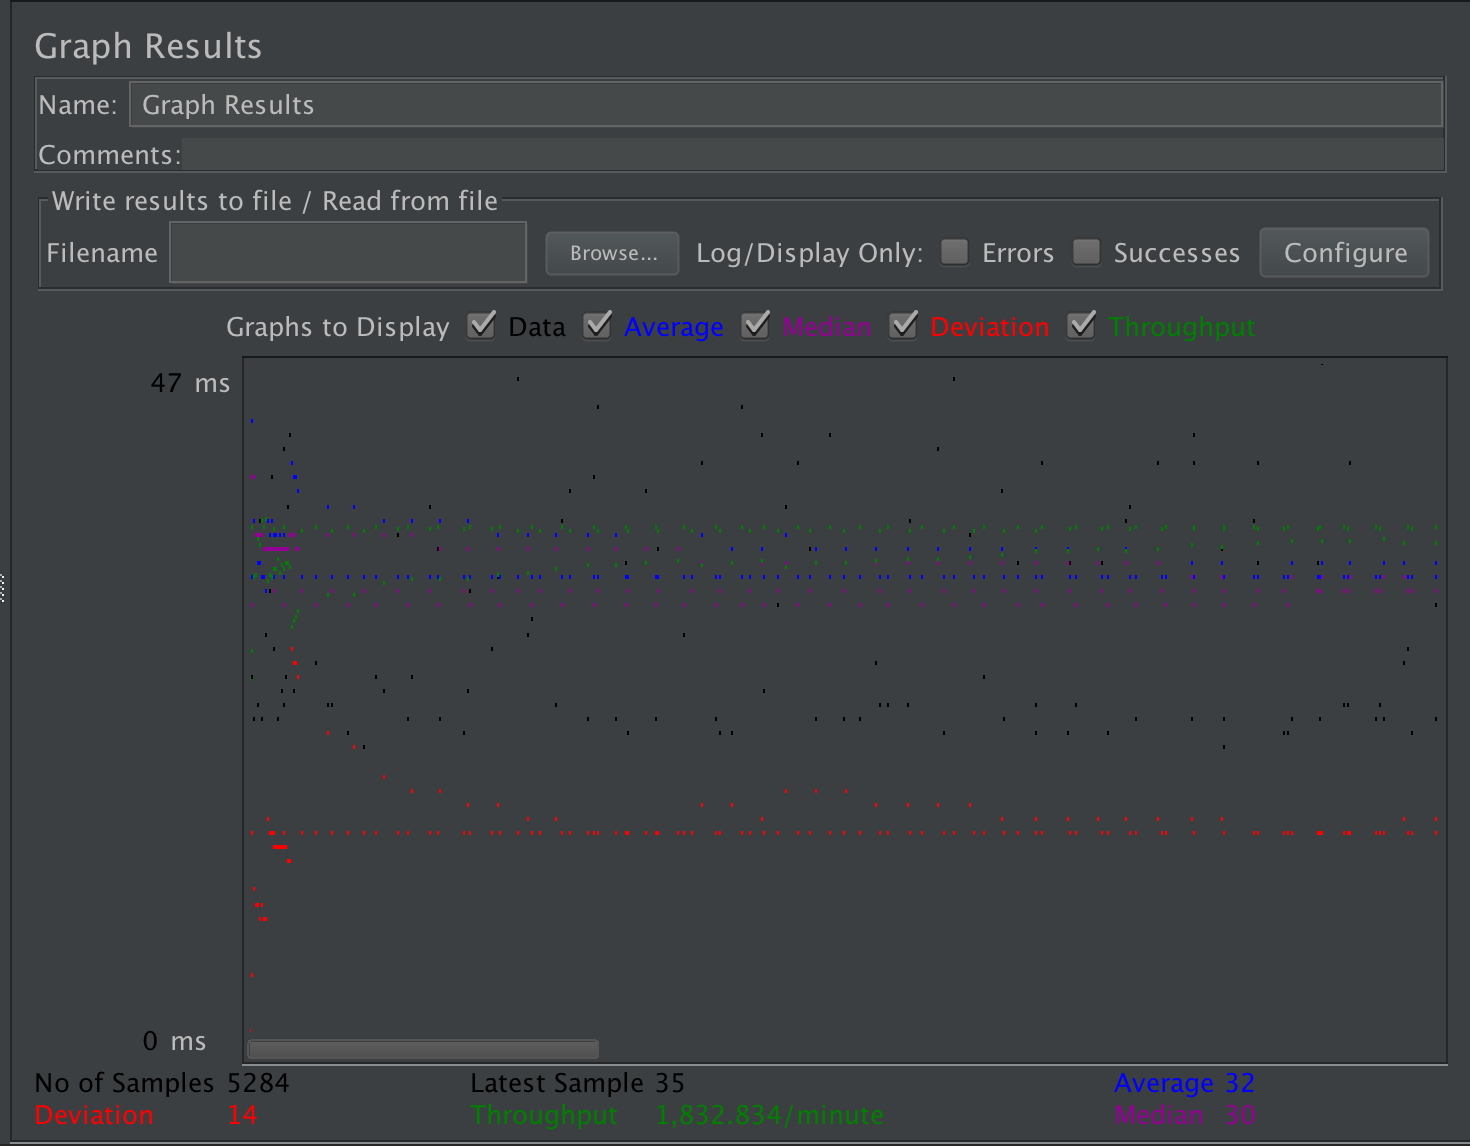 Graph Results
Name: Graph Results
Comments:
Write results to file / Read from file
Filename Browse... Log/Display Only: Errors Successes Configure
Graphs to Display Data Average Median Deviation Throughput
47 ms
0 ms
No of Samples 5284 Latest Sample 35 Average 32
Deviation 14 Throughput 1,832.834/minute Median 30